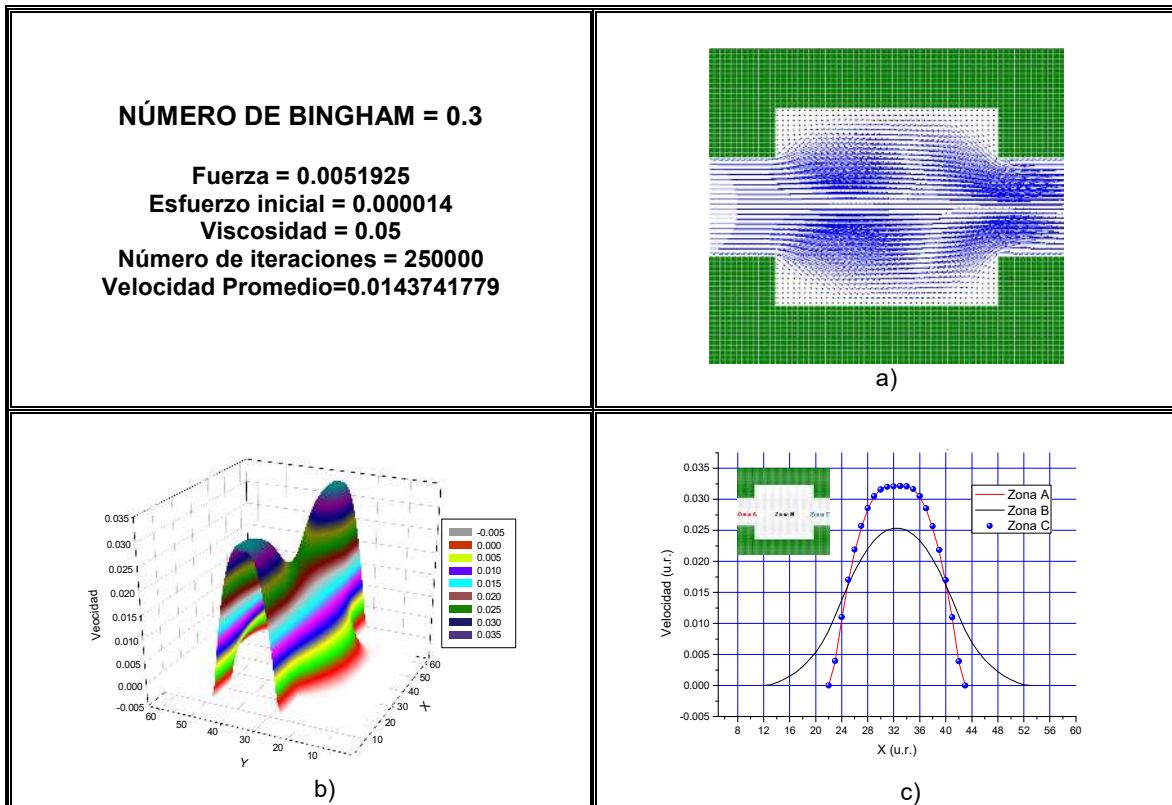 NÚMERO DE BINGHAM = 0.3
Fuerza = 0.0051925
Esfuerzo inicial = 0.000014
Viscosidad = 0.05
Número de iteraciones = 250000
Velocidad Promedio=0.0143741779
a)
0.035
0.030
0.025
0.020
0.015
0.010
0.005
0.000
-0.005
Veocidad
60
50
40
30
20
10
Y
10
20
30
40
50
60
X
-0.005
0.000
0.005
0.010
0.015
0.020
0.025
0.030
0.035
b)
0.035
0.030
0.025
0.020
0.015
0.010
0.005
0.000
-0.005
Velocidad (u.r.)
8 12 16 20 24 28 32 36 40 44 48 52 56 60
X (u.r.)
Zona A
Zona B
Zona C
Zona A Zona B Zona C
c)